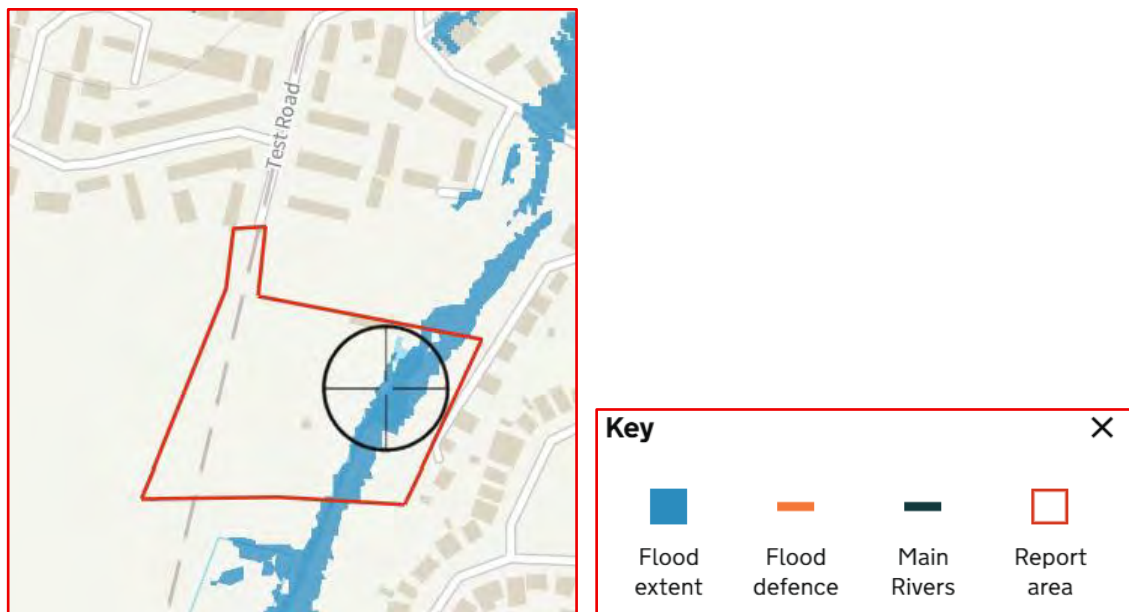 Test Road
Key
Flood
extent
Flood
defence
Main
Rivers
Report
area